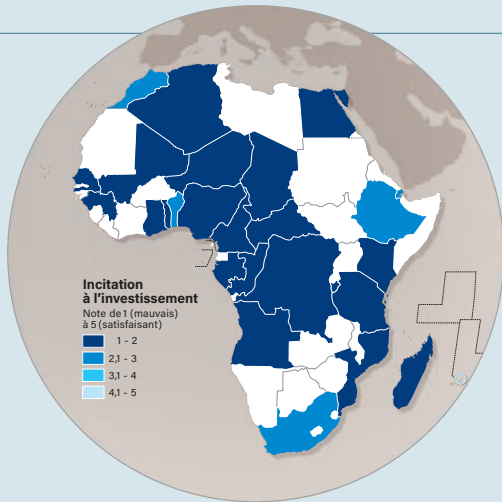 Incitation
à l'investissement
Note de 1 (mauvais)
à 5 (satisfaisant)
1 - 2
2,1 - 3
3,1 - 4
4,1 - 5